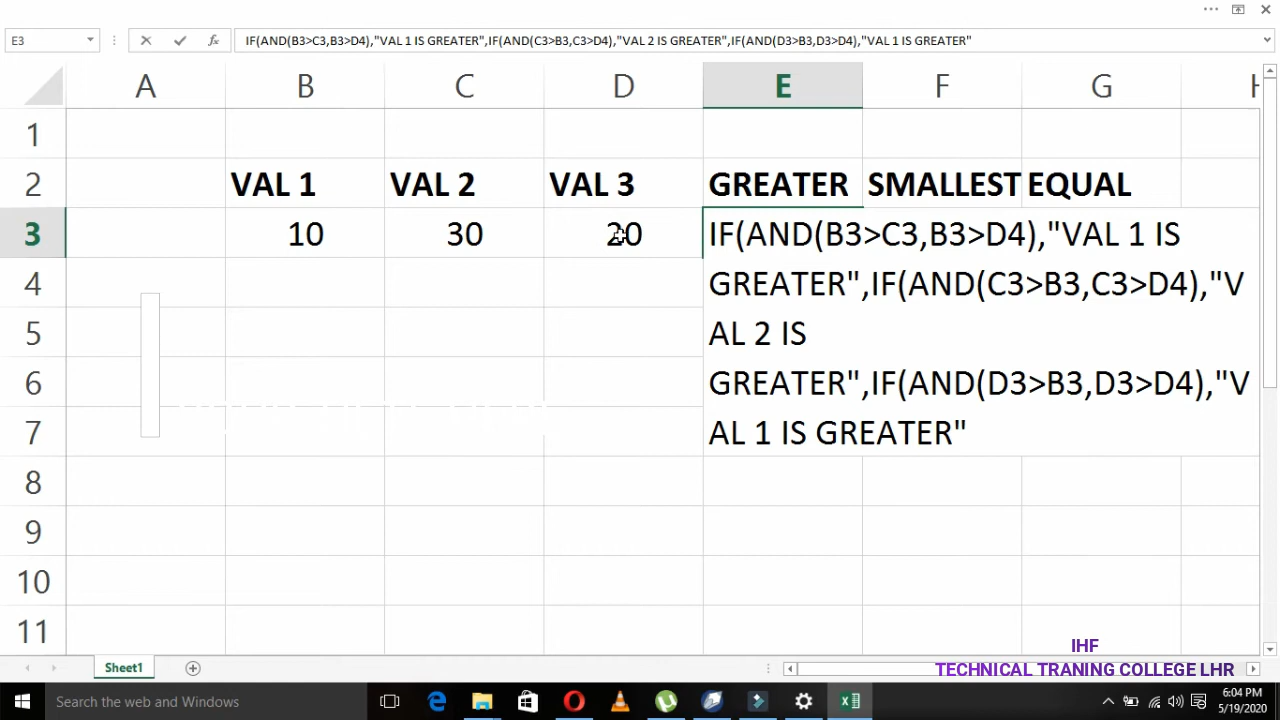 E3
fx
IF(AND(B3>C3,B3>D4),"VAL 1 IS GREATER",IF(AND(C3>B3,C3>D4),"VAL 2 IS GREATER",IF(AND(D3>B3,D3>D4),"VAL 1 IS GREATER"
A B C D E F G H
1
2 VAL 1 VAL 2 VAL 3 GREATER SMALLEST EQUAL
3 10 30 20 IF(AND(B3>C3,B3>D4),"VAL 1 IS
4 GREATER",IF(AND(C3>B3,C3>D4),"V
5 AL 2 IS
6 GREATER",IF(AND(D3>B3,D3>D4),"V
7 AL 1 IS GREATER"
8
9
10
11
IHF
TECHNICAL TRANING COLLEGE LHR
Sheet1
Search the web and Windows
6:04 PM
5/19/2020